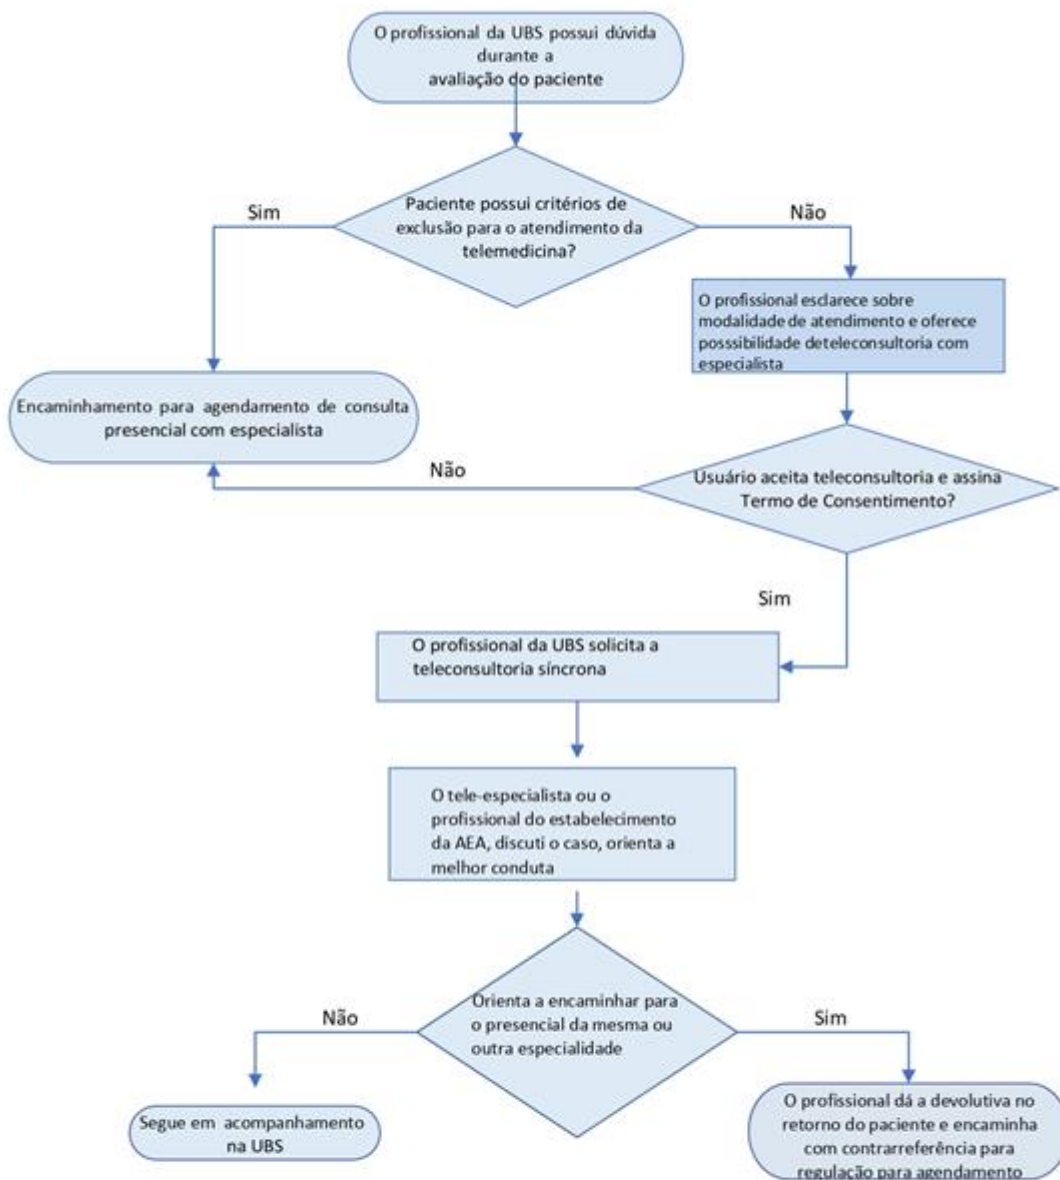 O profissional da UBS possui dúvida
durante a
avaliação do paciente
Paciente possui critérios de
exclusão para o atendimento da
telemedicina?
Sim
Não
O profissional esclarece sobre
modalidade de atendimento e oferece
posssibilidade deteleconsultoria com
especialista
Encaminhamento para agendamento de consulta
presencial com especialista
Não
Usuário aceita teleconsultoria e assina
Termo de Consentimento?
Sim
O profissional da UBS solicita a
teleconsultoria síncrona
O tele-especialista ou o
profissional do estabelecimento
da AEA, discuti o caso, orienta a
melhor conduta
Orienta a encaminhar para
o presencial da mesma ou
outra especialidade
Não
Sim
Segue em acompanhamento
na UBS
O profissional dá a devolutiva no
retorno do paciente e encaminha
com contrarreferência para
regulação para agendamento